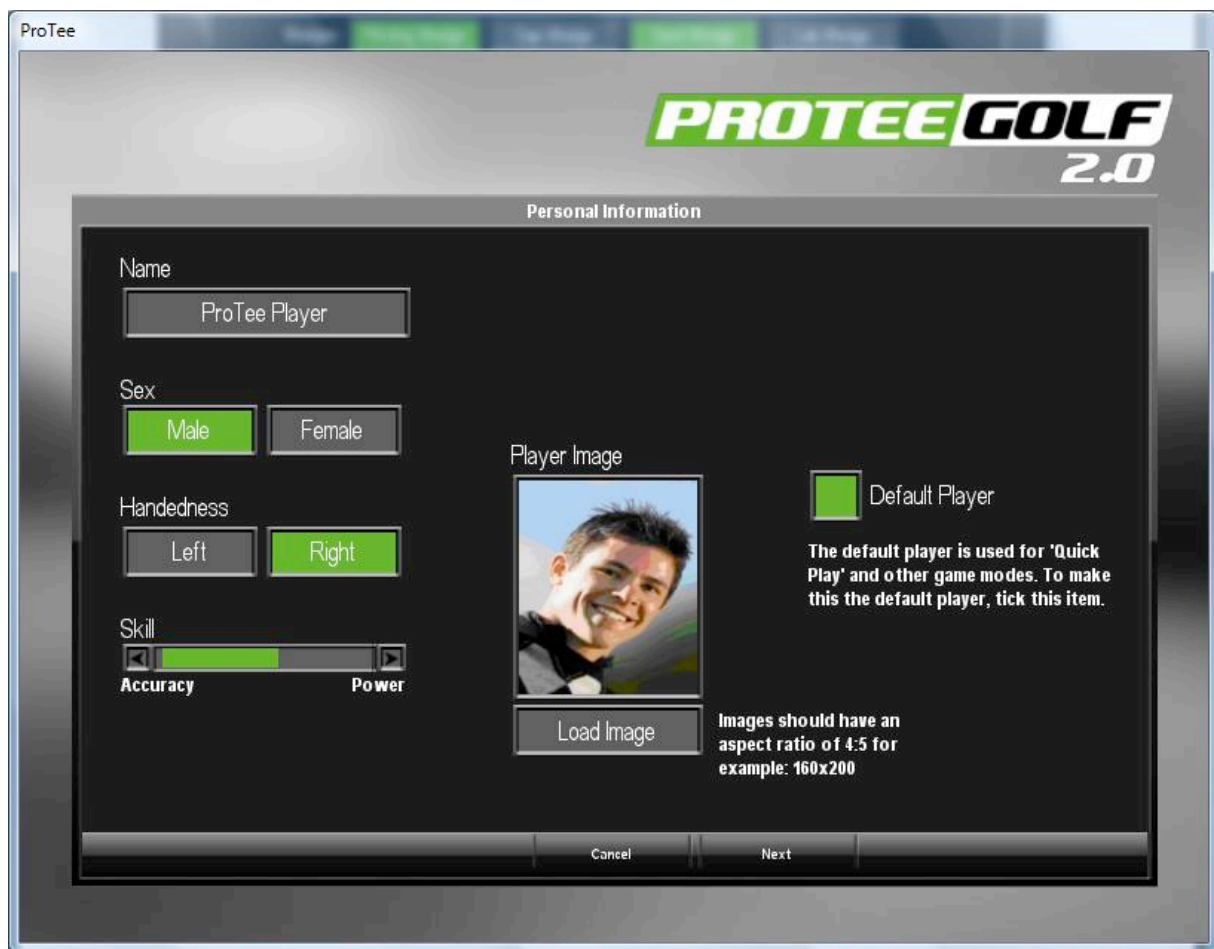 ProTee
PROTEE GOLF
2.0
Personal Information
Name
ProTee Player
Sex
Male Female
Handedness
Left Right
Skill
Accuracy Power
Player Image
Load Image
Images should have an
aspect ratio of 4:5 for
example: 160x200
Default Player
The default player is used for 'Quick
Play' and other game modes. To make
this the default player, tick this item.
Cancel Next